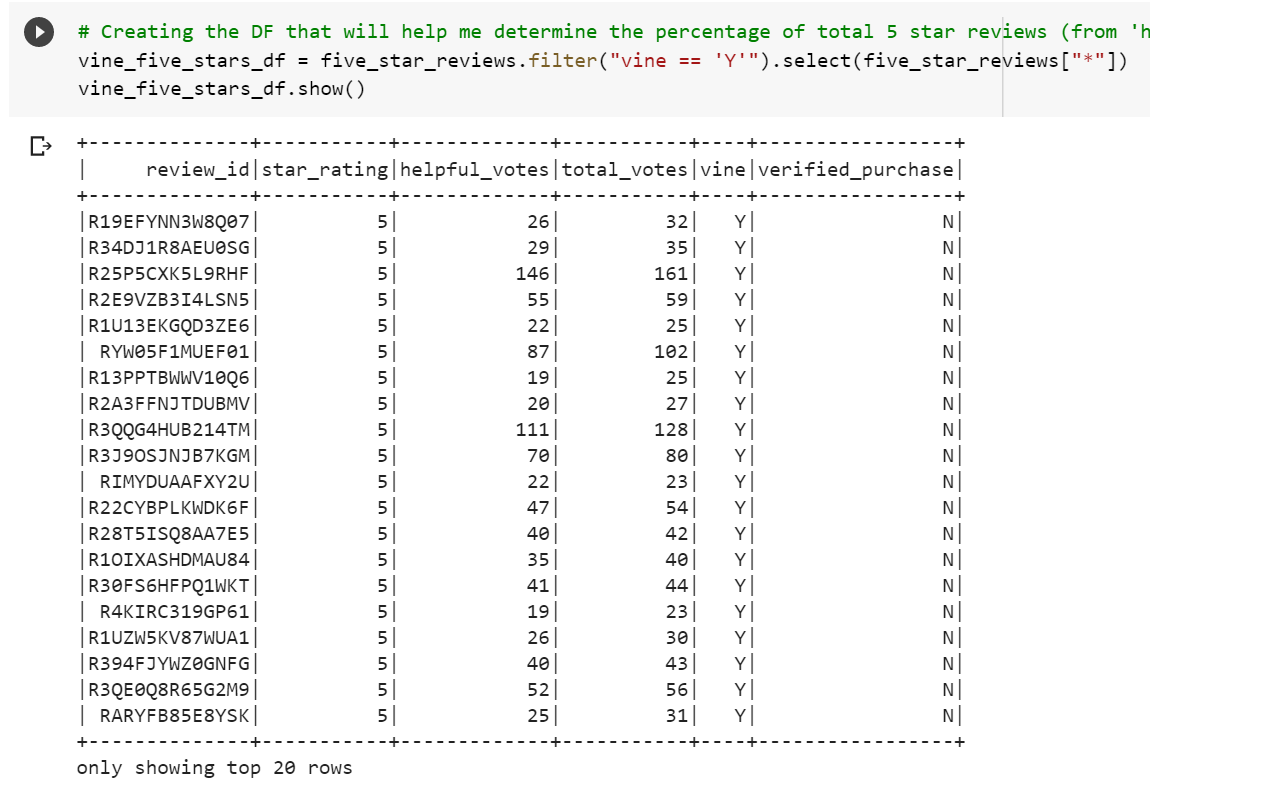 # Creating the DF that will help me determine the percentage of total 5 star reviews (from 'h
vine_five_stars_df = five_star_reviews.filter("vine == 'Y'").select(five_star_reviews["*"])
vine_five_stars_df.show()
+--------------+-----------+-------------+-----------+----+-----------------+
|     review_id|star_rating|helpful_votes|total_votes|vine|verified_purchase|
+--------------+-----------+-------------+-----------+----+-----------------+
|R19EFYNN3W8Q07|          5|           26|         32|   Y|                N|
|R34DJ1R8AEU0SG|          5|           29|         35|   Y|                N|
|R25P5CXK5L9RHF|          5|          146|        161|   Y|                N|
|R2E9VZB3I4LSN5|          5|           55|         59|   Y|                N|
|R1U13EKGQD3ZE6|          5|           22|         25|   Y|                N|
| RYW05F1MUEF01|          5|           87|        102|   Y|                N|
|R13PPTBWWV10Q6|          5|           19|         25|   Y|                N|
|R2A3FFNJTDUBMV|          5|           20|         27|   Y|                N|
|R3QQG4HUB214TM|          5|          111|        128|   Y|                N|
|R3J9OSJNJB7KGM|          5|           70|         80|   Y|                N|
| RIMYDUAAFXY2U|          5|           22|         23|   Y|                N|
|R22CYBPLKWDK6F|          5|           47|         54|   Y|                N|
|R28T5ISQ8AA7E5|          5|           40|         42|   Y|                N|
|R1OIXASHDMAU84|          5|           35|         40|   Y|                N|
|R30FS6HFPQ1WKT|          5|           41|         44|   Y|                N|
| R4KIRC319GP61|          5|           19|         23|   Y|                N|
|R1UZW5KV87WUA1|          5|           26|         30|   Y|                N|
|R394FJYWZ0GNFG|          5|           40|         43|   Y|                N|
|R3QE0Q8R65G2M9|          5|           52|         56|   Y|                N|
| RARYFB85E8YSK|          5|           25|         31|   Y|                N|
+--------------+-----------+-------------+-----------+----+-----------------+
only showing top 20 rows